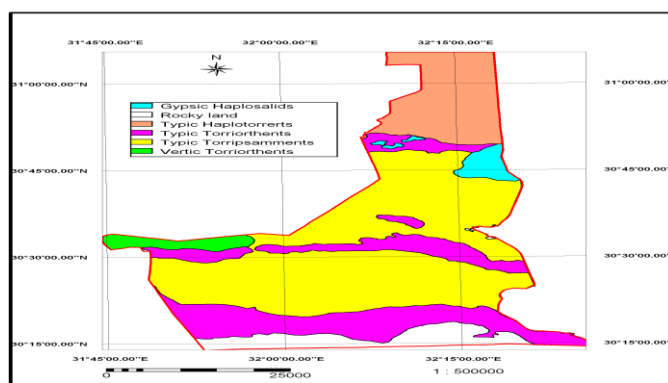 31°45'00.00"E 32°00'00.00"E 32°15'00.00"E
N
31°00'00.00"N 31°00'00.00"N
Gypsic Haplosalids
Rocky land
Typic Haplotorrerts
Typic Torriorthents
Typic Torripsamments
Vertic Torriorthents
30°45'00.00"N 30°45'00.00"N
30°30'00.00"N 30°30'00.00"N
30°15'00.00"N 30°15'00.00"N
31°45'00.00"E 32°00'00.00"E 32°15'00.00"E
0 25000 1 : 500000